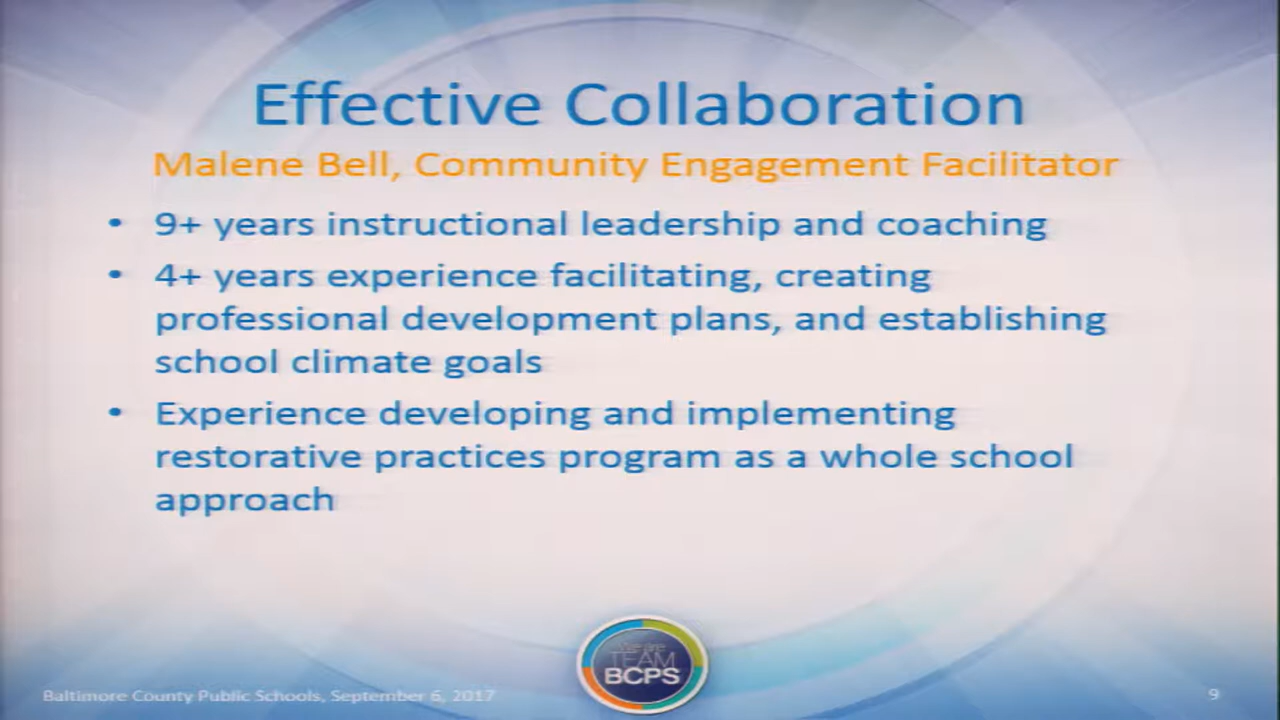 Effective Collaboration
Malene Bell, Community Engagement Facilitator
• 9+ years instructional leadership and coaching
• 4+ years experience facilitating, creating
professional development plans, and establishing
school climate goals
• Experience developing and implementing
restorative practices program as a whole school
approach
We are
TEAM
BCPS
Baltimore County Public Schools, September 6, 2017
9